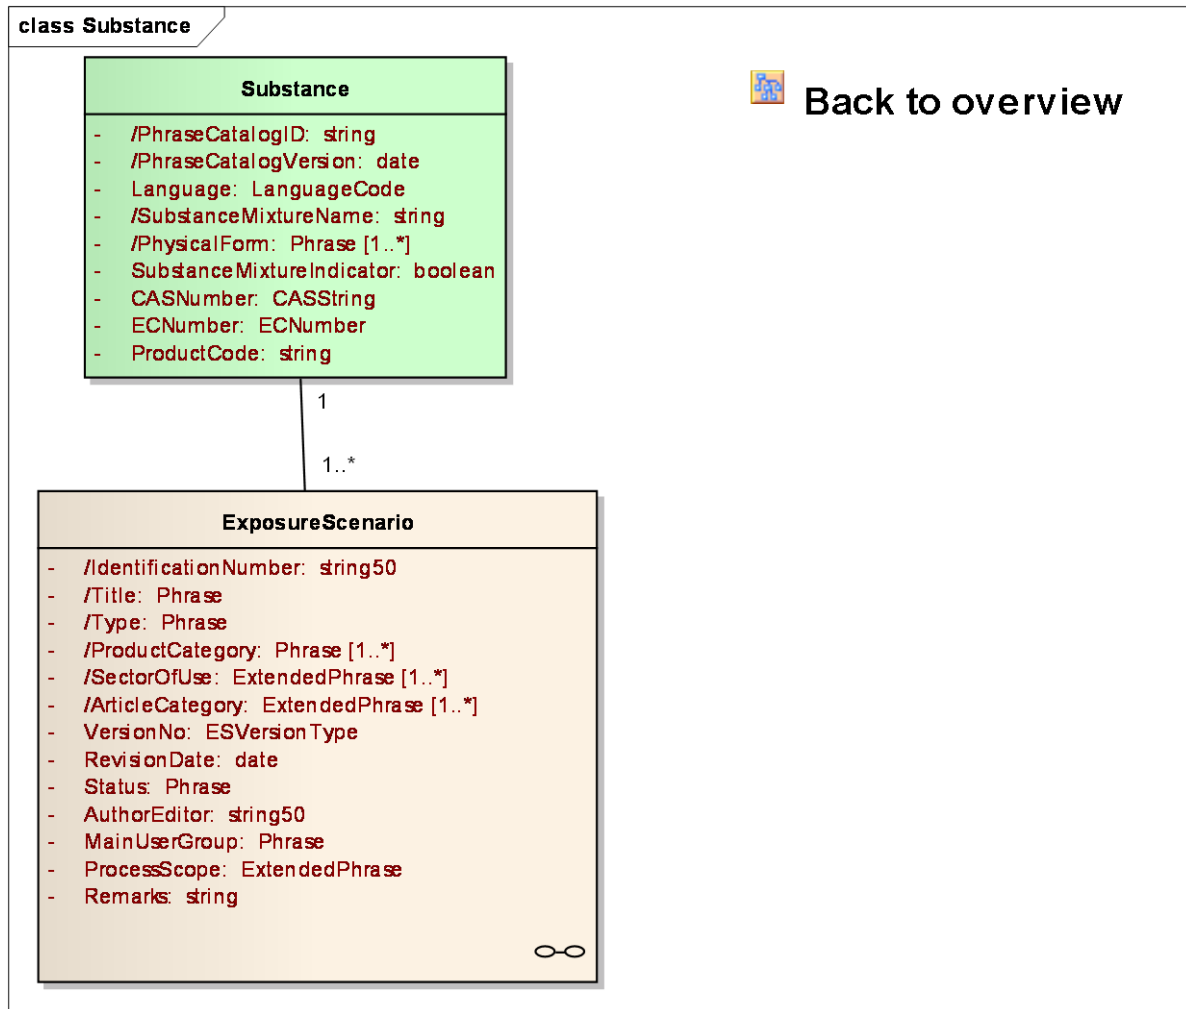 class Substance
Substance
- /PhraseCatalogID: string
- /PhraseCatalogVersion: date
- Language: LanguageCode
- /SubstanceMixtureName: string
- /PhysicalForm: Phrase [1..*]
- SubstanceMixtureIndicator: boolean
- CASNumber: CASString
- ECNumber: ECNumber
- ProductCode: string
Back to overview
1
1..*
ExposureScenario
- /IdentificationNumber: string50
- /Title: Phrase
- /Type: Phrase
- /ProductCategory: Phrase [1..*]
- /SectorOfUse: ExtendedPhrase [1..*]
- /ArticleCategory: ExtendedPhrase [1..*]
- VersionNo: ESVersionType
- RevisionDate: date
- Status: Phrase
- AuthorEditor: string50
- MainUserGroup: Phrase
- ProcessScope: ExtendedPhrase
- Remarks: string